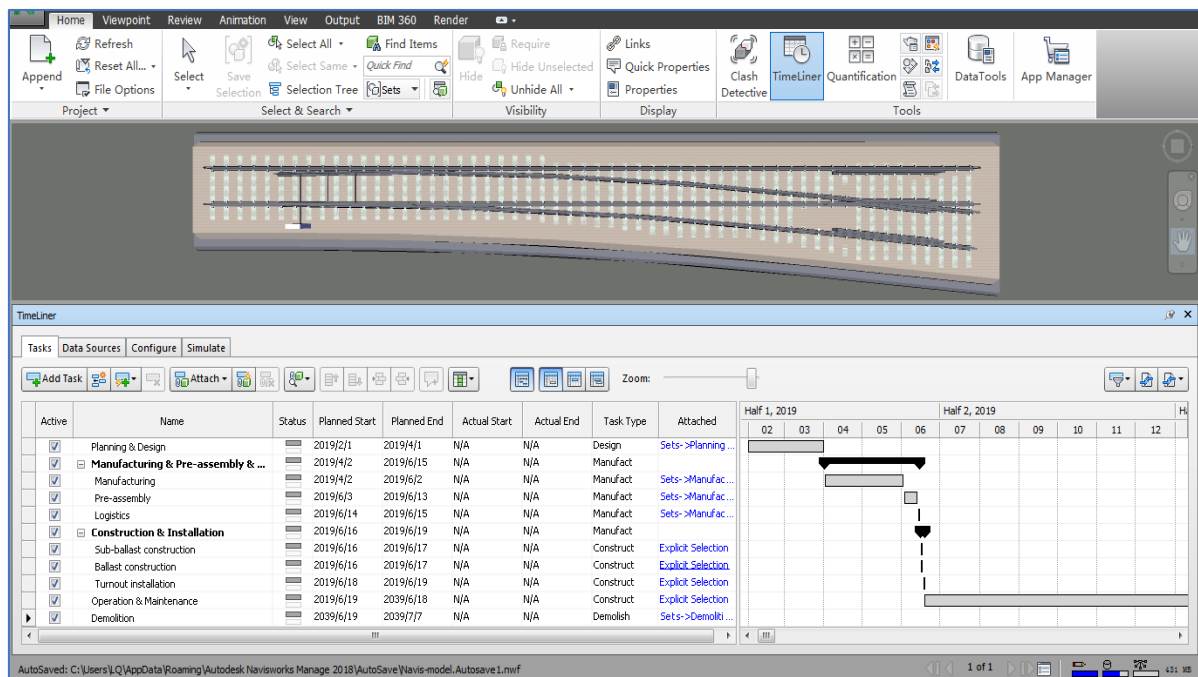 Home Viewpoint Review Animation View Output BIM 360 Render
Append
Refresh
Reset All...
File Options
Project
Select
Save Selection
Select All
Select Same
Selection Tree
Find Items
Quick Find
Sets
Select & Search
Hide
Require
Hide Unselected
Unhide All
Visibility
Links
Quick Properties
Properties
Display
Clash Detective
TimeLiner
Quantification
DataTools
App Manager
Tools
TimeLiner
Tasks Data Sources Configure Simulate
Add Task Attach Zoom:
Active Name Status Planned Start Planned End Actual Start Actual End Task Type Attached
Planning & Design 2019/2/1 2019/4/1 N/A N/A Design Sets->Planning ...
Manufacturing & Pre-assembly & ... 2019/4/2 2019/6/15 N/A N/A Manufact
Manufacturing 2019/4/2 2019/6/2 N/A N/A Manufact Sets->Manufac...
Pre-assembly 2019/6/3 2019/6/13 N/A N/A Manufact Sets->Manufac...
Logistics 2019/6/14 2019/6/15 N/A N/A Manufact Sets->Manufac...
Construction & Installation 2019/6/16 2019/6/19 N/A N/A Manufact
Sub-ballast construction 2019/6/16 2019/6/17 N/A N/A Construct Explicit Selection
Ballast construction 2019/6/16 2019/6/17 N/A N/A Construct Explicit Selection
Turnout installation 2019/6/18 2019/6/19 N/A N/A Construct Explicit Selection
Operation & Maintenance 2019/6/19 2039/6/18 N/A N/A Construct Explicit Selection
Demolition 2039/6/19 2039/7/7 N/A N/A Demolish Sets->Demoliti...
Half 1, 2019 Half 2, 2019
02 03 04 05 06 07 08 09 10 11 12
AutoSaved: C:\Users\LQ\AppData\Roaming\Autodesk Navisworks Manage 2018\AutoSave\Navis-model.Autosave1.nwf
1 of 1
431 MB